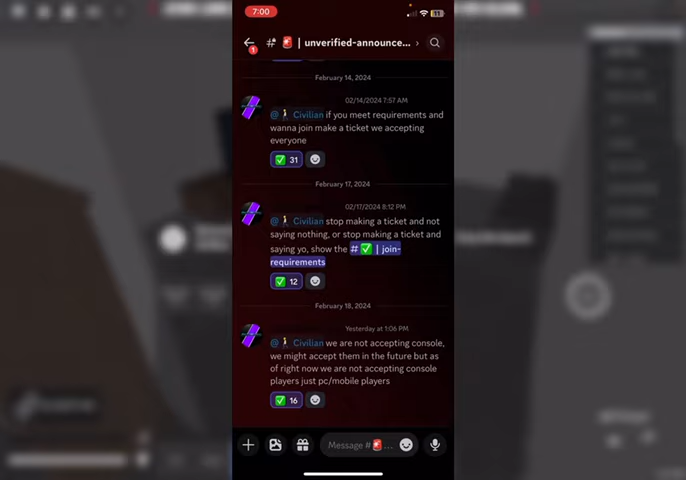 7:00
11
1
# 🚨 | unverified-announce... ›
February 14, 2024
02/14/2024 7:57 AM
@🚶Civilian if you meet requirements and
wanna join make a ticket we accepting
everyone
✅ 31
February 17, 2024
02/17/2024 8:12 PM
@🚶Civilian stop making a ticket and not
saying nothing, or stop making a ticket and
saying yo, show the # ✅ | join-
requirements
✅ 12
February 18, 2024
Yesterday at 1:06 PM
@🚶Civilian we are not accepting console,
we might accept them in the future but as
of right now we are not accepting console
players just pc/mobile players
✅ 16
Message #🚨...